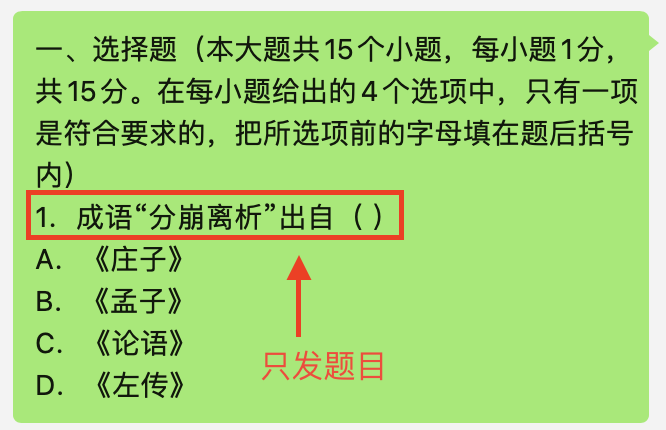 一、选择题（本大题共15个小题，每小题1分，
共15分。在每小题给出的4个选项中，只有一项
是符合要求的，把所选项前的字母填在题后括号
内）
1. 成语“分崩离析”出自（ ）
A. 《庄子》
B. 《孟子》
C. 《论语》
D. 《左传》
只发题目